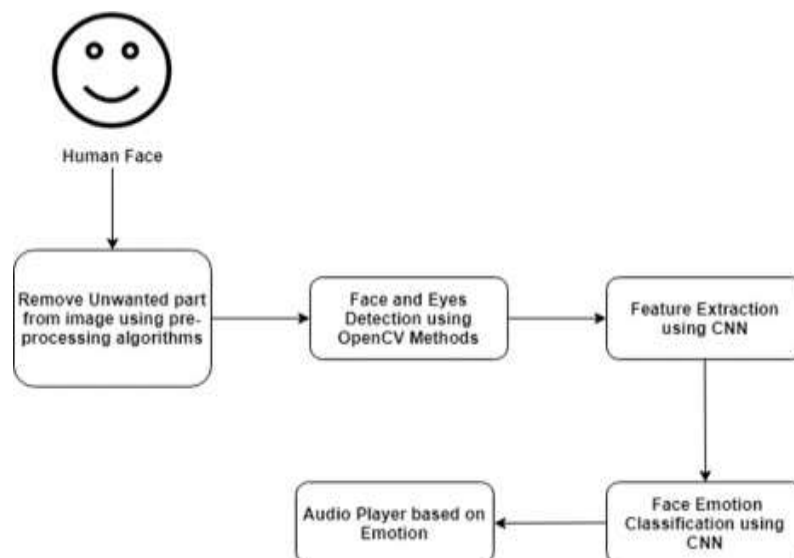 Human Face
Remove Unwanted part
from image using pre-
processing algorithms
Face and Eyes
Detection using
OpenCV Methods
Feature Extraction
using CNN
Face Emotion
Classification using
CNN
Audio Player based on
Emotion